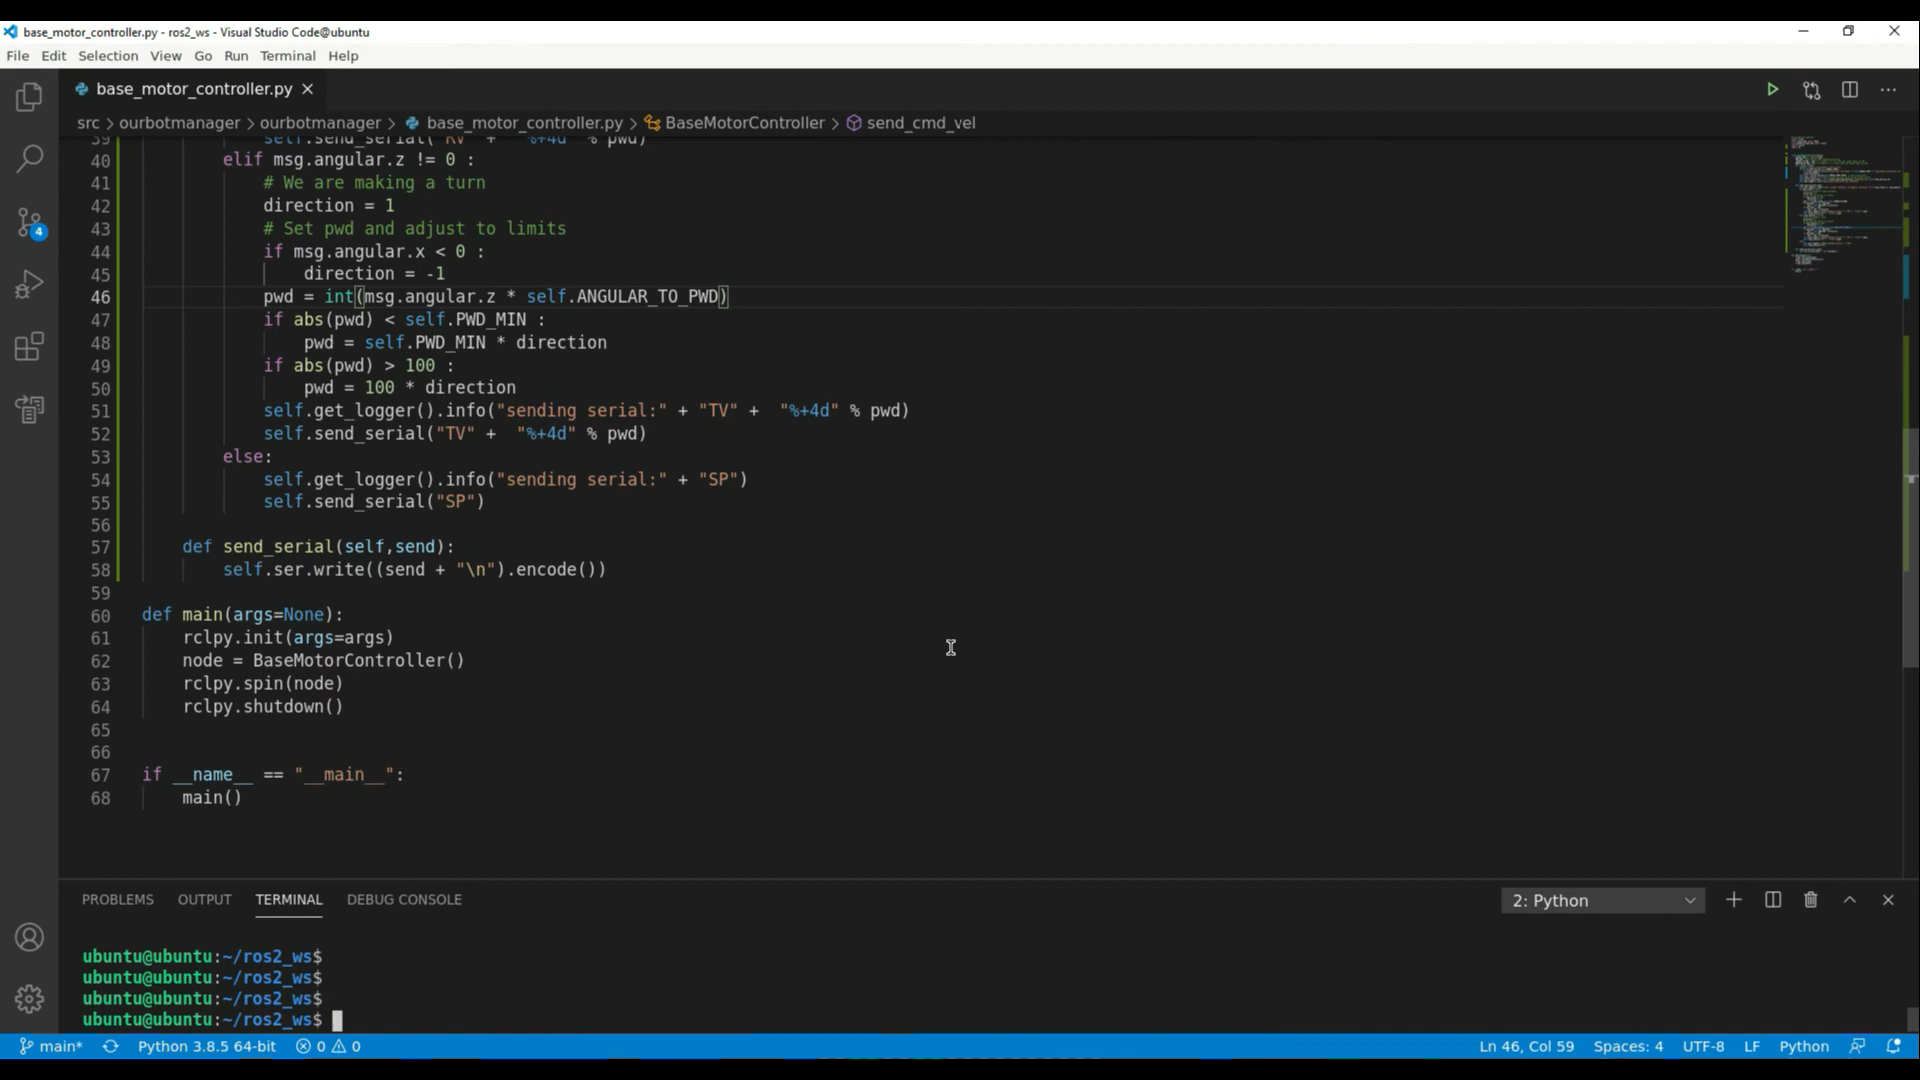 base_motor_controller.py - ros2_ws - Visual Studio Code@ubuntu
File Edit Selection View Go Run Terminal Help
base_motor_controller.py
src > ourbotmanager > ourbotmanager > base_motor_controller.py > BaseMotorController > send_cmd_vel
39 self.send_serial("RV" + "%+4d" % pwd)
40 elif msg.angular.z != 0 :
41 # We are making a turn
42 direction = 1
43 # Set pwd and adjust to limits
44 if msg.angular.x < 0 :
45 direction = -1
46 pwd = int(msg.angular.z * self.ANGULAR_TO_PWD)
47 if abs(pwd) < self.PWD_MIN :
48 pwd = self.PWD_MIN * direction
49 if abs(pwd) > 100 :
50 pwd = 100 * direction
51 self.get_logger().info("sending serial:" + "TV" + "%+4d" % pwd)
52 self.send_serial("TV" + "%+4d" % pwd)
53 else:
54 self.get_logger().info("sending serial:" + "SP")
55 self.send_serial("SP")
56
57 def send_serial(self,send):
58 self.ser.write((send + "\n").encode())
59
60 def main(args=None):
61 rclpy.init(args=args)
62 node = BaseMotorController()
63 rclpy.spin(node)
64 rclpy.shutdown()
65
66
67 if __name__ == "__main__":
68 main()
4
PROBLEMS OUTPUT TERMINAL DEBUG CONSOLE 2: Python
ubuntu@ubuntu:~/ros2_ws$
ubuntu@ubuntu:~/ros2_ws$
ubuntu@ubuntu:~/ros2_ws$
ubuntu@ubuntu:~/ros2_ws$
main* Python 3.8.5 64-bit 0 0 Ln 46, Col 59 Spaces: 4 UTF-8 LF Python